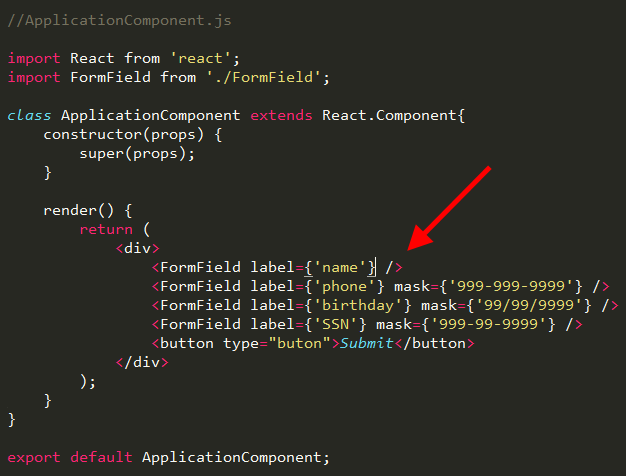 //ApplicationComponent.js
import React from 'react';
import FormField from './FormField';
class ApplicationComponent extends React.Component{
constructor(props) {
super(props);
}
render() {
return (
<div>
<FormField label={'name'} />
<FormField label={'phone'} mask={'999-999-9999'} />
<FormField label={'birthday'} mask={'99/99/9999'} />
<FormField label={'SSN'} mask={'999-99-9999'} />
<button type="buton">Submit</button>
</div>
);
}
}
export default ApplicationComponent;